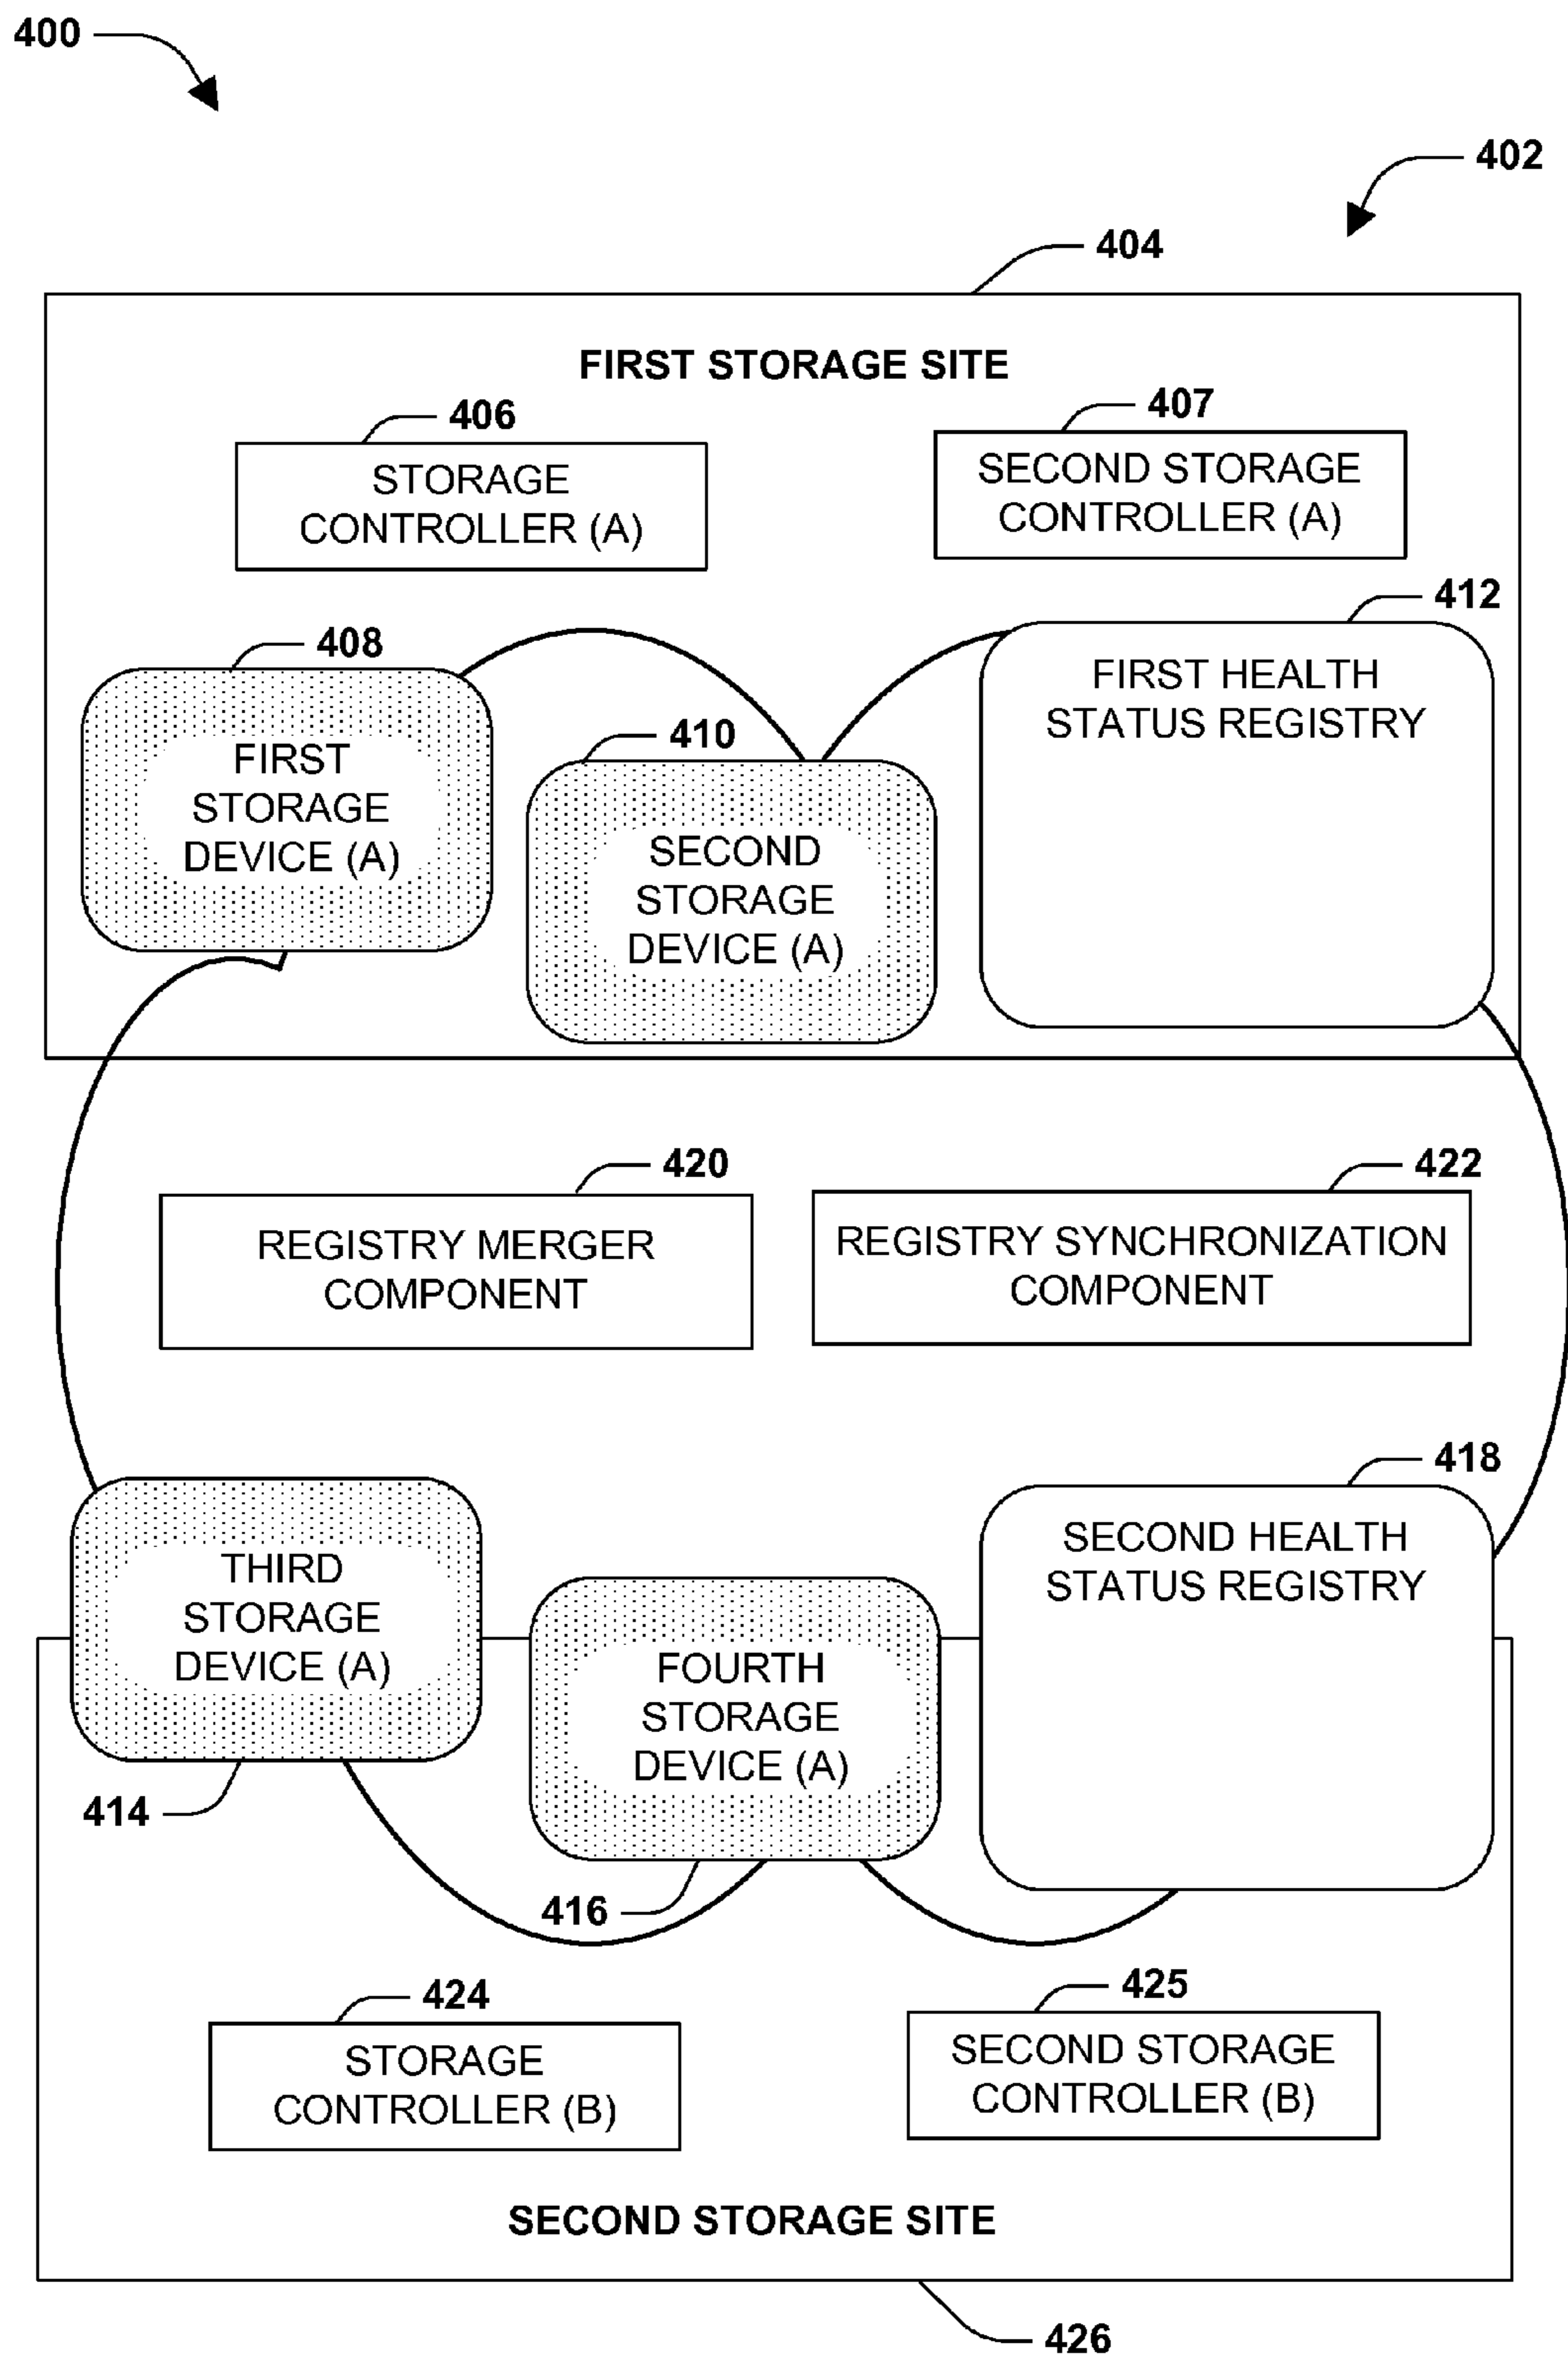 400
402
404
FIRST STORAGE SITE
406
407
STORAGE
CONTROLLER (A)
SECOND STORAGE
CONTROLLER (A)
412
408
FIRST HEALTH
STATUS REGISTRY
410
FIRST
STORAGE
DEVICE (A)
SECOND
STORAGE
DEVICE (A)
420
422
REGISTRY MERGER
COMPONENT
REGISTRY SYNCHRONIZATION
COMPONENT
418
SECOND HEALTH
STATUS REGISTRY
THIRD
STORAGE
DEVICE (A)
FOURTH
STORAGE
DEVICE (A)
414
416
424
425
STORAGE
CONTROLLER (B)
SECOND STORAGE
CONTROLLER (B)
SECOND STORAGE SITE
426